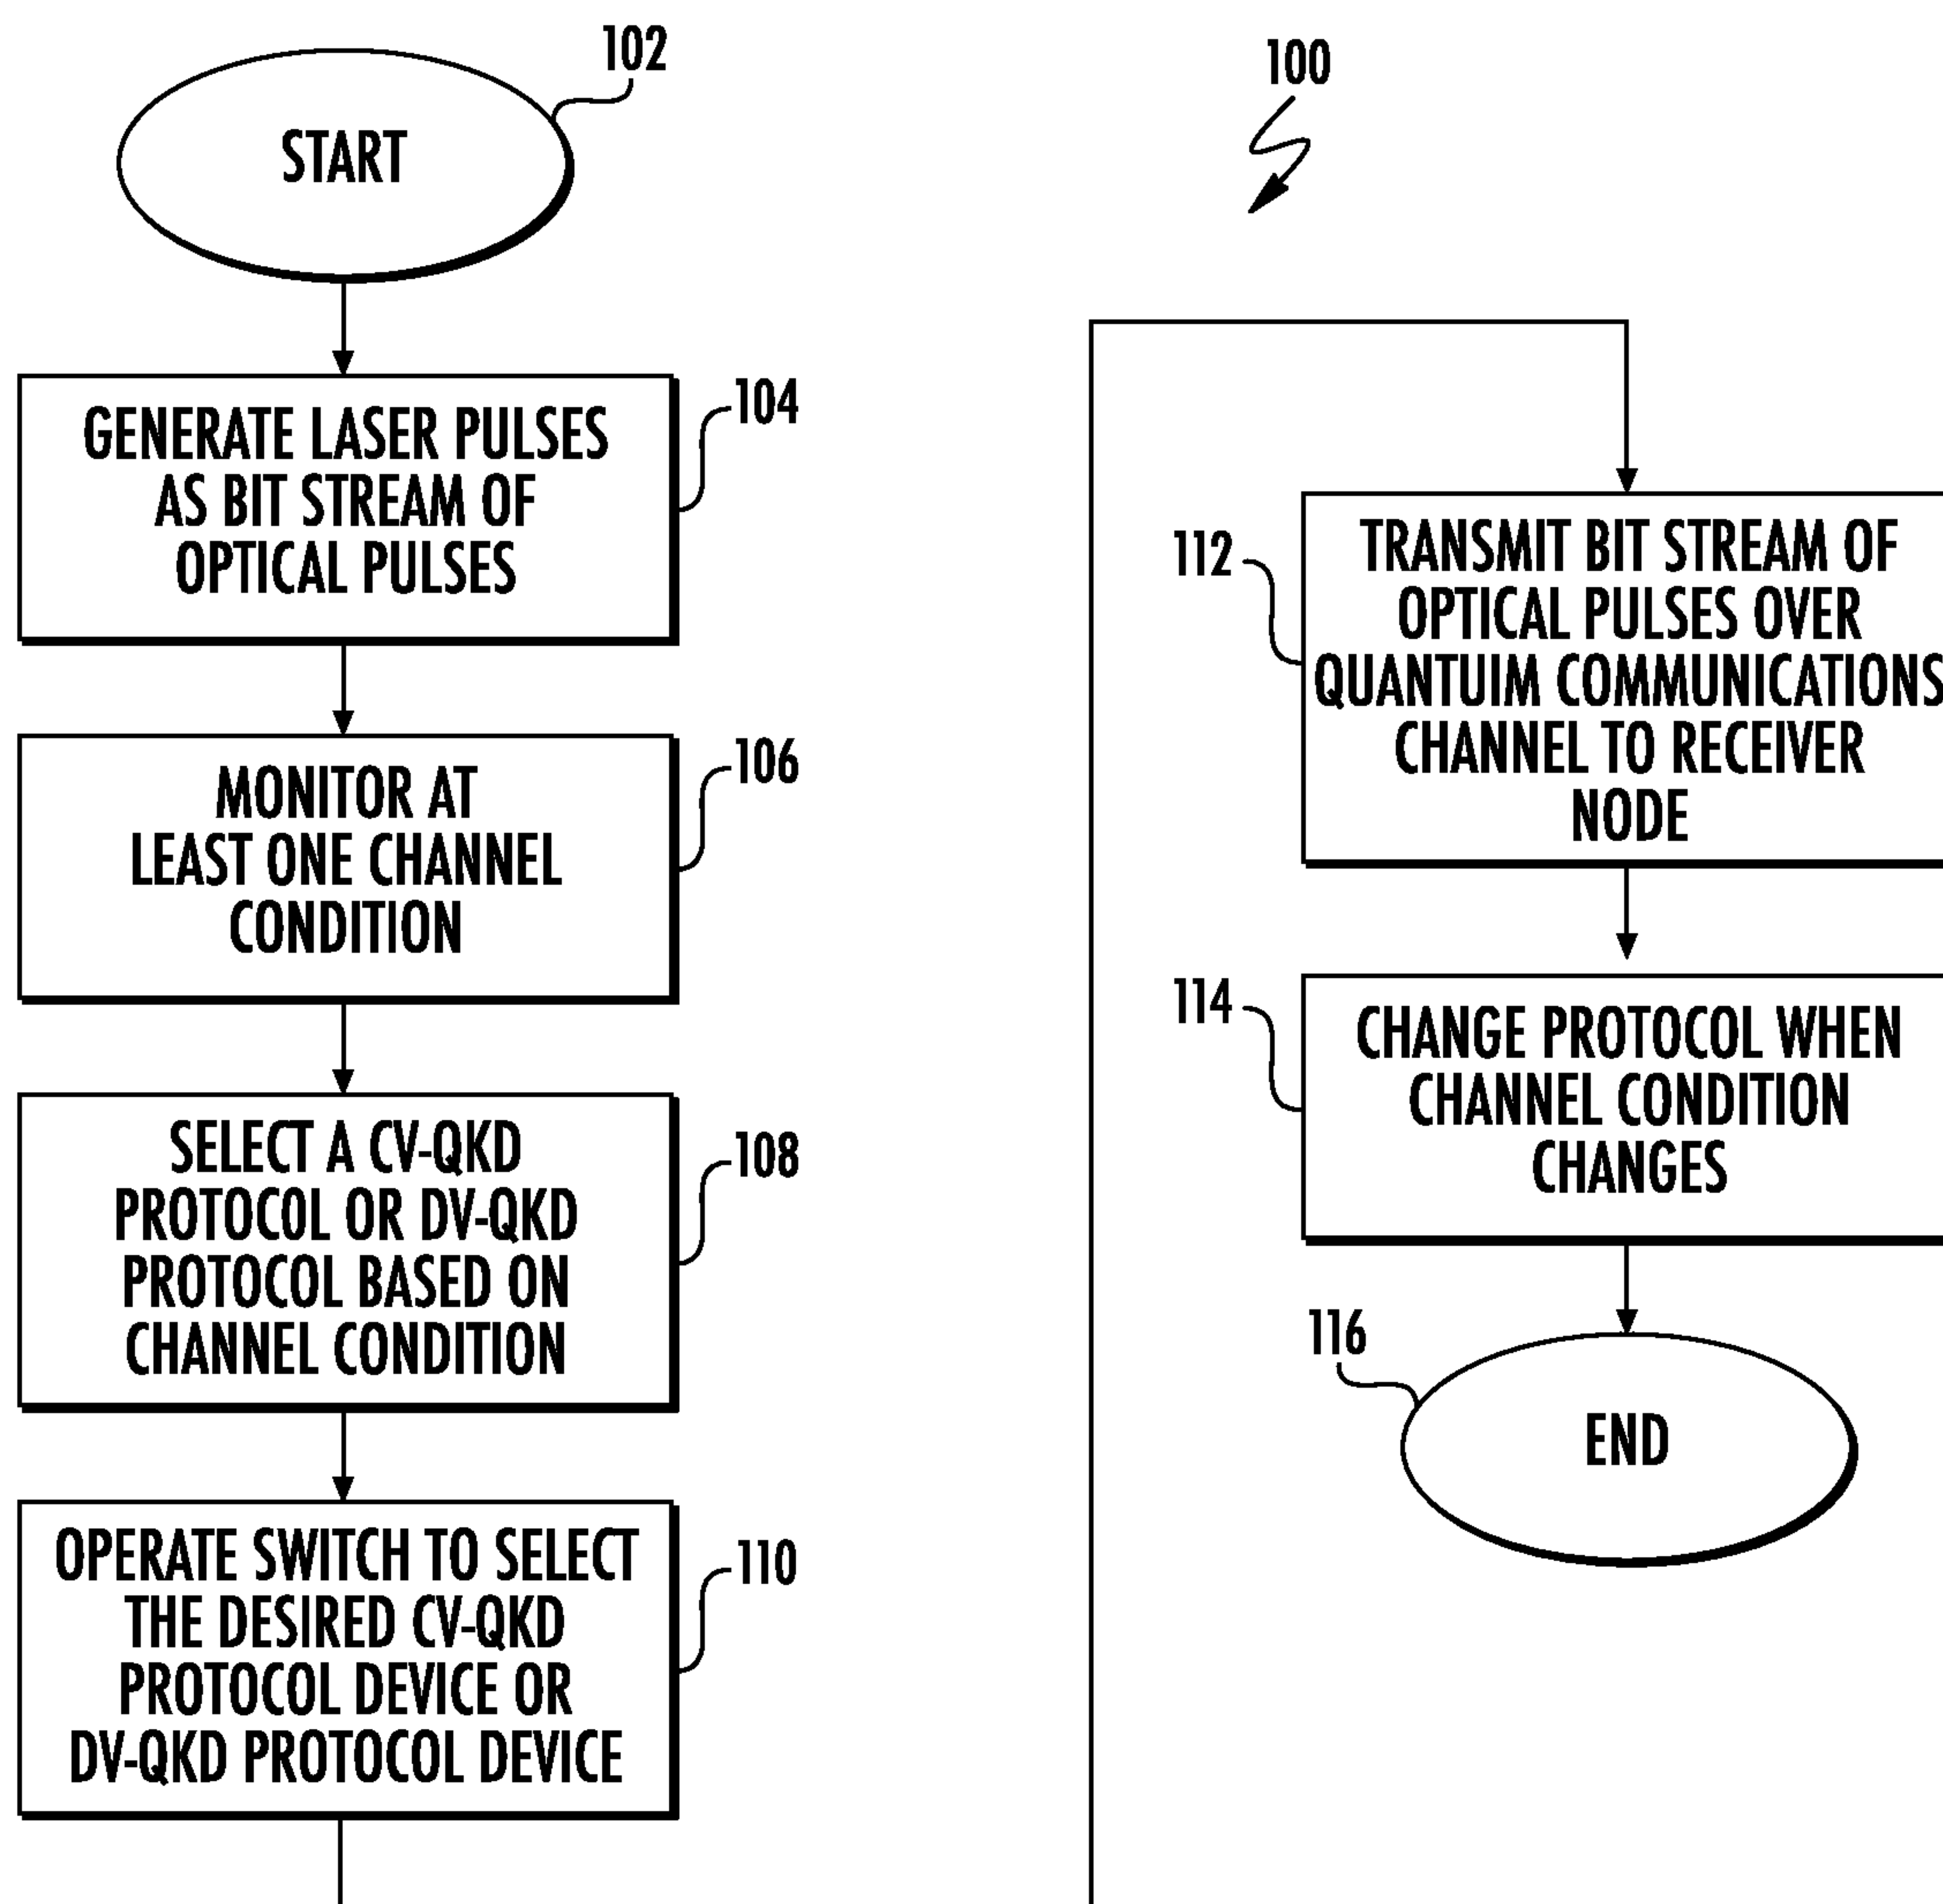 102
START
104
GENERATE LASER PULSES
AS BIT STREAM OF
OPTICAL PULSES
106
MONITOR AT
LEAST ONE CHANNEL
CONDITION
108
SELECT A CV-QKD
PROTOCOL OR DV-QKD
PROTOCOL BASED ON
CHANNEL CONDITION
110
OPERATE SWITCH TO SELECT
THE DESIRED CV-QKD
PROTOCOL DEVICE OR
DV-QKD PROTOCOL DEVICE
100
112
TRANSMIT BIT STREAM OF
OPTICAL PULSES OVER
QUANTUIM COMMUNICATIONS
CHANNEL TO RECEIVER
NODE
114
CHANGE PROTOCOL WHEN
CHANNEL CONDITION
CHANGES
116
END